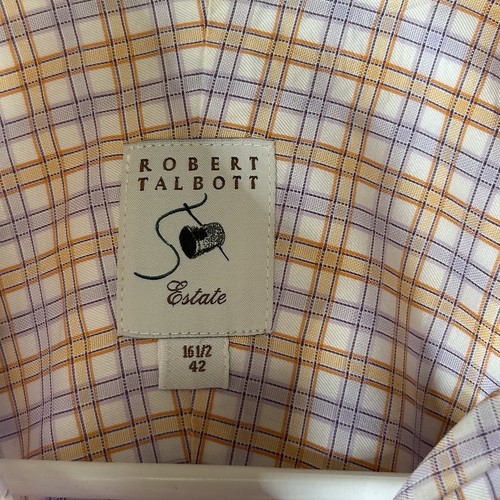 ROBERT
TALBOTT
Estate
16 1/2
42